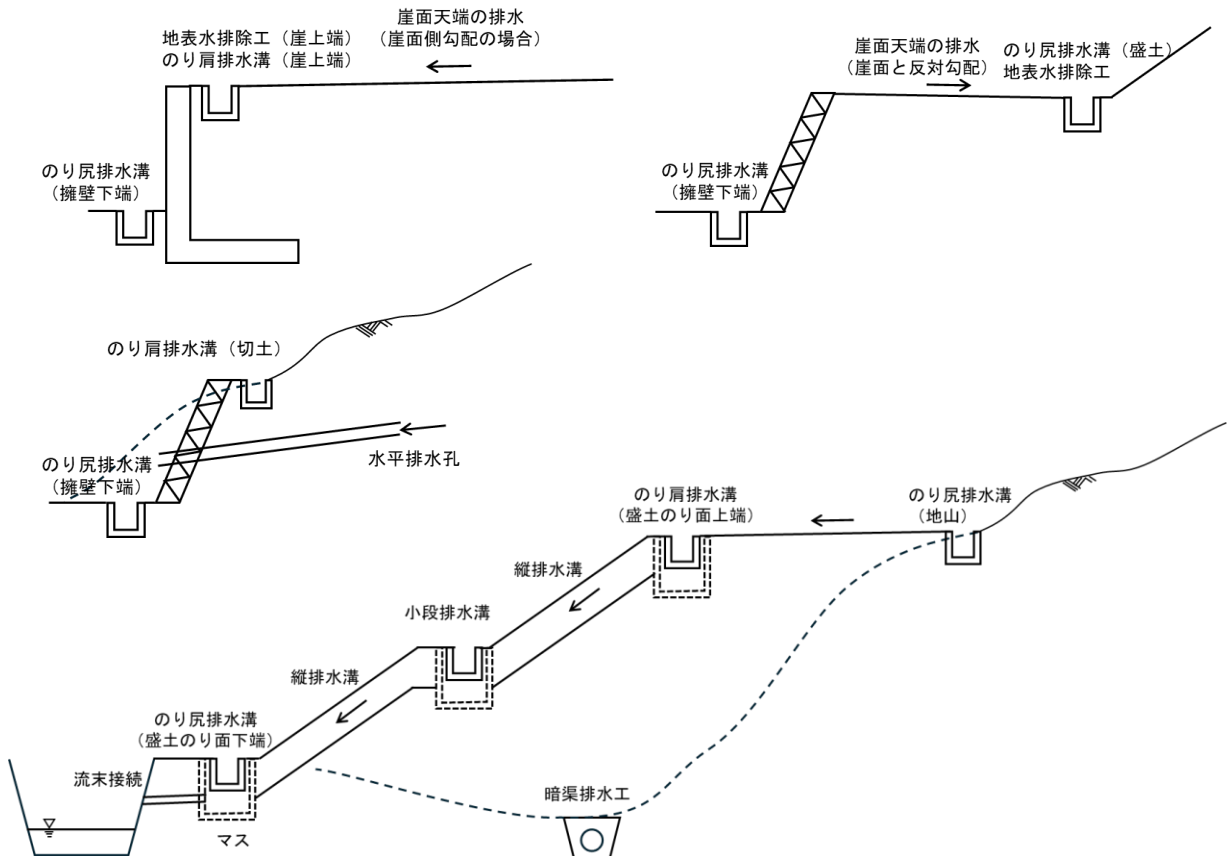 崖面天端の排水
（崖面側勾配の場合）
地表水排除工（崖上端）
のり肩排水溝（崖上端）
のり尻排水溝
（擁壁下端）
崖面天端の排水
（崖面と反対勾配）
のり尻排水溝（盛土）
地表水排除工
のり尻排水溝
（擁壁下端）
のり肩排水溝（切土）
のり尻排水溝
（擁壁下端）
水平排水孔
のり肩排水溝
（盛土のり面上端）
のり尻排水溝
（地山）
縦排水溝
小段排水溝
縦排水溝
のり尻排水溝
（盛土のり面下端）
流末接続
マス
暗渠排水工